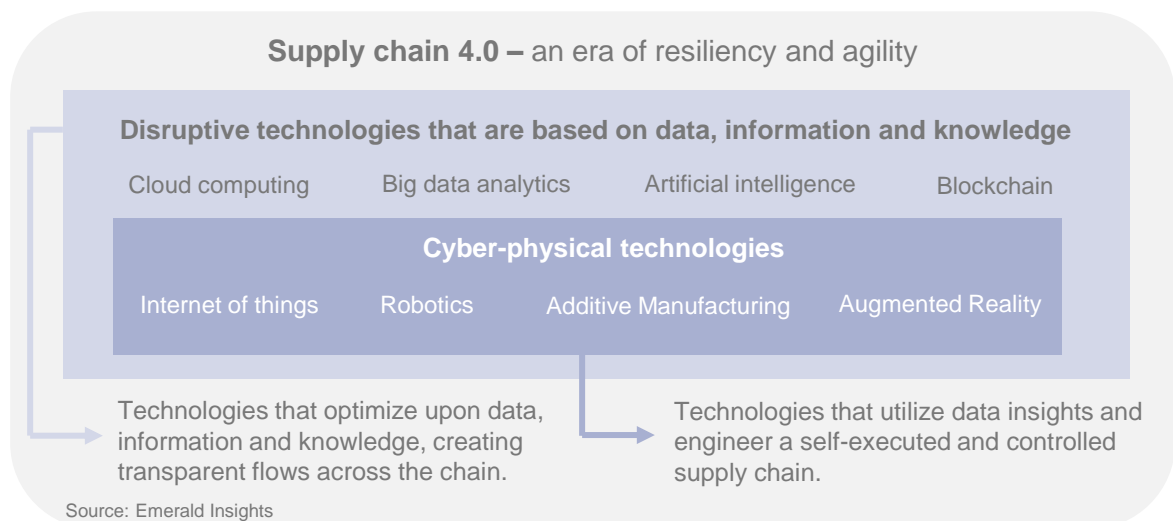 Supply chain 4.0 – an era of resiliency and agility
Disruptive technologies that are based on data, information and knowledge
Cloud computing
Big data analytics
Artificial intelligence
Blockchain
Cyber-physical technologies
Internet of things
Robotics
Additive Manufacturing
Augmented Reality
Technologies that optimize upon data,
information and knowledge, creating
transparent flows across the chain.
Technologies that utilize data insights and
engineer a self-executed and controlled
supply chain.
Source: Emerald Insights